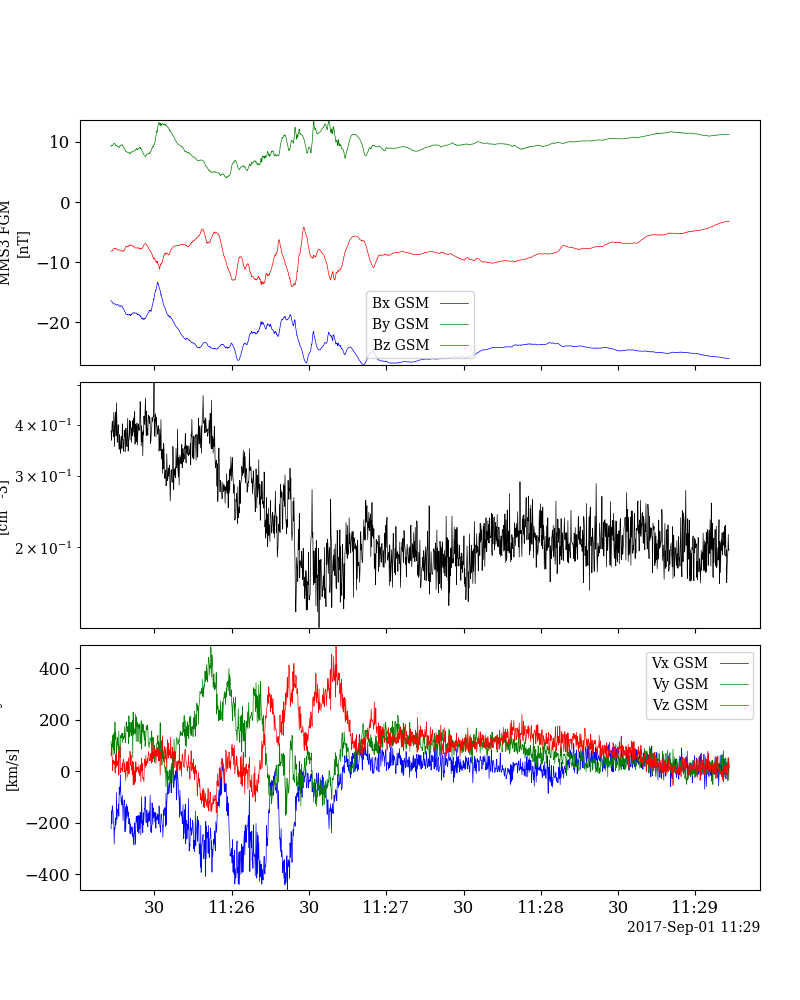 10
0
−10
−20
MMS3 FGM
[nT]
Bx GSM
By GSM
Bz GSM
4 × 10⁻¹
3 × 10⁻¹
2 × 10⁻¹
400
200
0
−200
−400
[km/s]
Vx GSM
Vy GSM
Vz GSM
30 11:26 30 11:27 30 11:28 30 11:29
2017-Sep-01 11:29